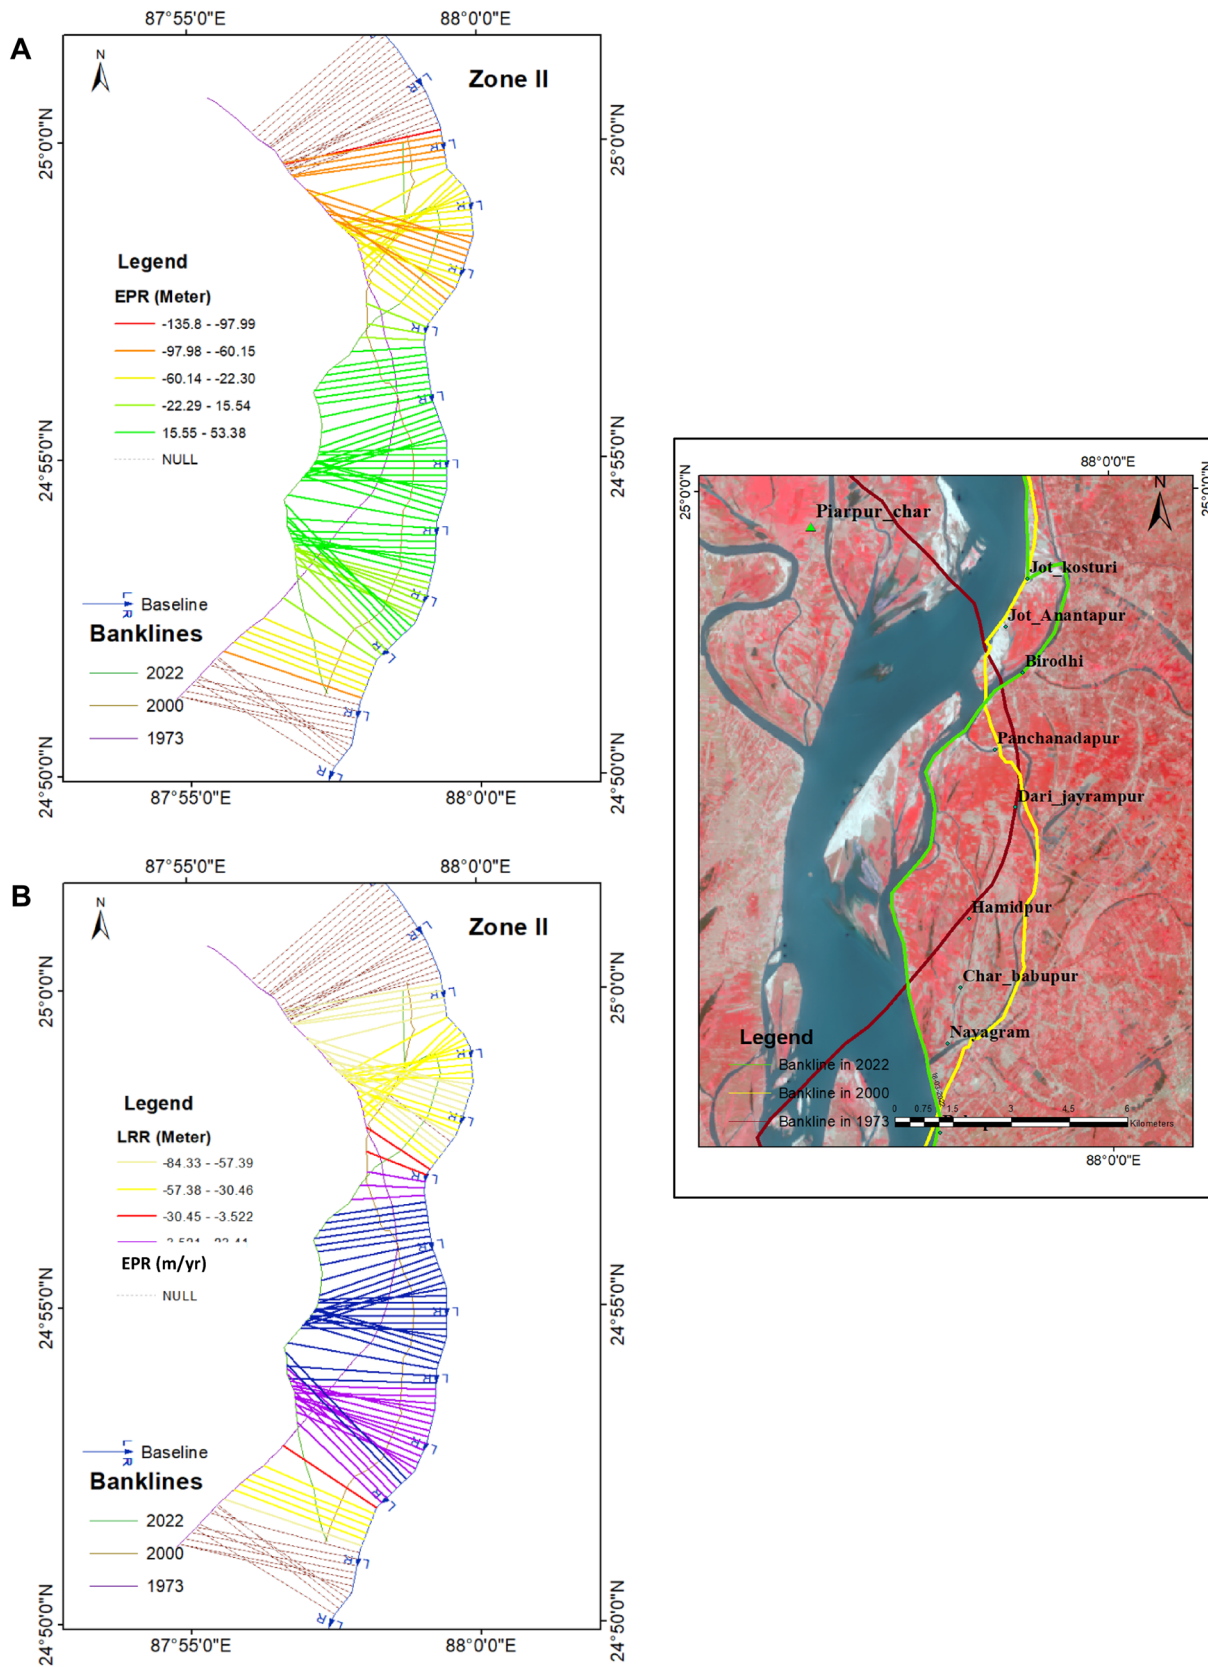 87°55'0"E 88°0'0"E
A
N
Zone II
25°0'0"N 25°0'0"N
Legend
EPR (Meter)
-135.8 - -97.99
-97.98 - -60.15
-60.14 - -22.30
-22.29 - 15.54
15.55 - 53.38
NULL
24°55'0"N 24°55'0"N
L
R
Baseline
Banklines
2022
2000
1973
24°50'0"N 24°50'0"N
87°55'0"E 88°0'0"E
88°0'0"E
25°0'0"N 25°0'0"N
N
Piarpur_char
Jot_kosturi
Jot_Anantapur
Birodhi
Panchanadapur
Dari_jayrampur
Hamidpur
Char_babupur
Nayagram
Legend
Bankline in 2022
Bankline in 2000
Bankline in 1973
0 0.75 1.5 3 4.5 6
Kilometers
88°0'0"E
B
N
Zone II
25°0'0"N 25°0'0"N
Legend
LRR (Meter)
-84.33 - -57.39
-57.38 - -30.46
-30.45 - -3.522
EPR (m/yr)
NULL
24°55'0"N 24°55'0"N
L
R
Baseline
Banklines
2022
2000
1973
24°50'0"N 24°50'0"N
87°55'0"E 88°0'0"E